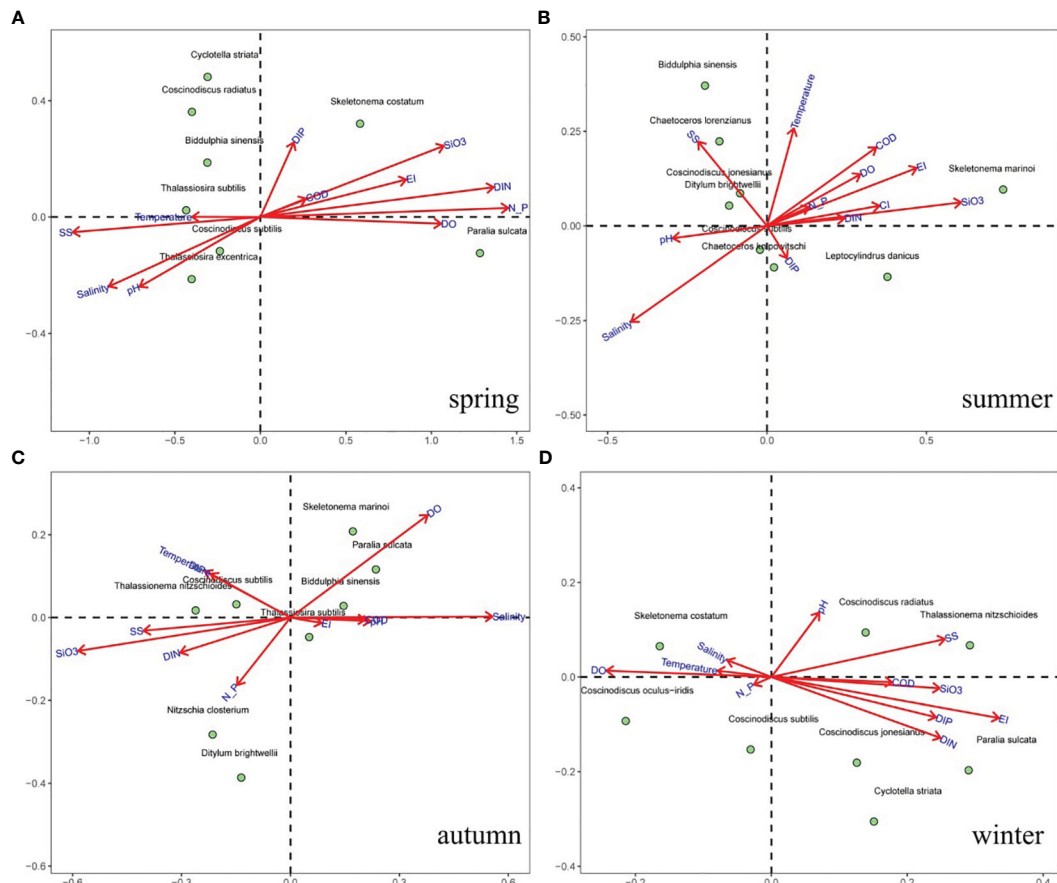 A
Cyclotella striata
Coscinodiscus radiatus
Skeletonema costatum
Biddulphia sinensis
Thalassiosira subtilis
Coscinodiscus subtilis
Thalassiosira excentrica
Paralia sulcata
DIP
SiO3
EI
COD
DIN
N_P
DO
Temperature
SS
Salinity
pH
spring
0.4
0.0
−0.4
−1.0
−0.5
0.0
0.5
1.0
1.5
B
Biddulphia sinensis
Chaetoceros lorenzianus
Coscinodiscus jonesianus
Ditylum brightwellii
Coscinodiscus subtilis
Chaetoceros kolpowitschi
Leptocylindrus danicus
Skeletonema marinoi
Temperature
SS
COD
DO
EI
N_P
CI
SiO3
DIN
DIP
pH
Salinity
summer
0.50
0.25
0.00
−0.25
−0.50
−0.5
0.0
0.5
C
Skeletonema marinoi
Paralia sulcata
Coscinodiscus subtilis
Thalassionema nitzschioides
Biddulphia sinensis
Thalassiosira subtilis
Nitzschia closterium
Ditylum brightwellii
DO
Salinity
EI
SS
SiO3
DIN
N_P
autumn
0.2
0.0
−0.2
−0.4
−0.6
−0.6
−0.3
0.0
0.3
0.6
D
Skeletonema costatum
Coscinodiscus radiatus
Thalassionema nitzschioides
Coscinodiscus oculus−iridis
Coscinodiscus subtilis
Coscinodiscus jonesianus
Paralia sulcata
Cyclotella striata
pH
SS
Salinity
Temperature
DO
N_P
COD
SiO3
DIP
EI
DIN
winter
0.4
0.2
0.0
−0.2
−0.4
−0.2
0.0
0.2
0.4